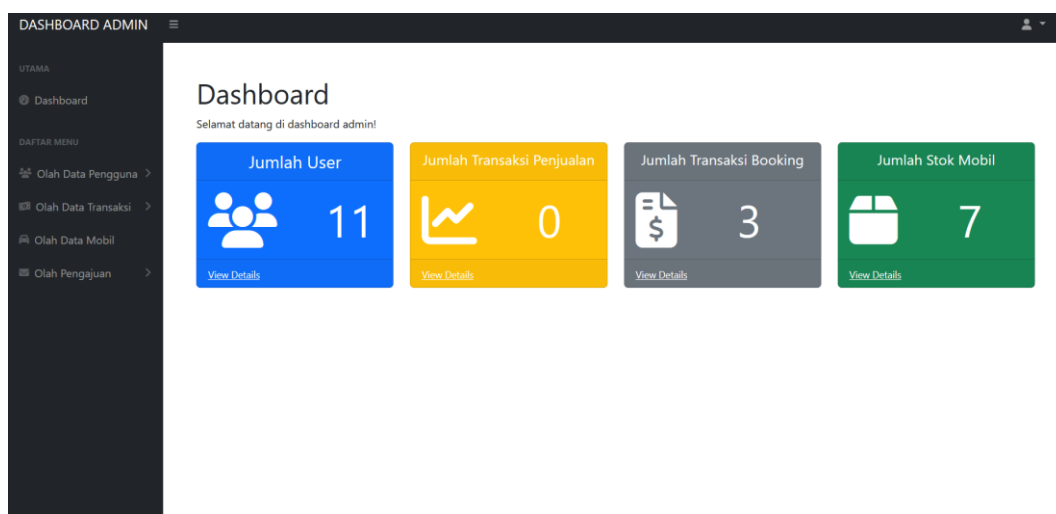 DASHBOARD ADMIN
UTAMA
Dashboard
DAFTAR MENU
Olah Data Pengguna
Olah Data Transaksi
Olah Data Mobil
Olah Pengajuan
Dashboard
Selamat datang di dashboard admin!
Jumlah User
11
View Details
Jumlah Transaksi Penjualan
0
View Details
Jumlah Transaksi Booking
3
View Details
Jumlah Stok Mobil
7
View Details